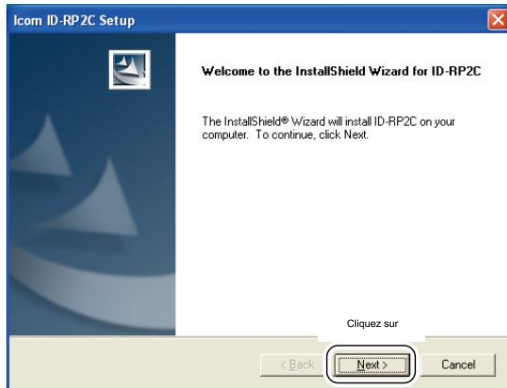 Icom ID-RP2C Setup
Welcome to the InstallShield Wizard for ID-RP2C
The InstallShield® Wizard will install ID-RP2C on your
computer. To continue, click Next.
Cliquez sur
< Back
Next >
Cancel